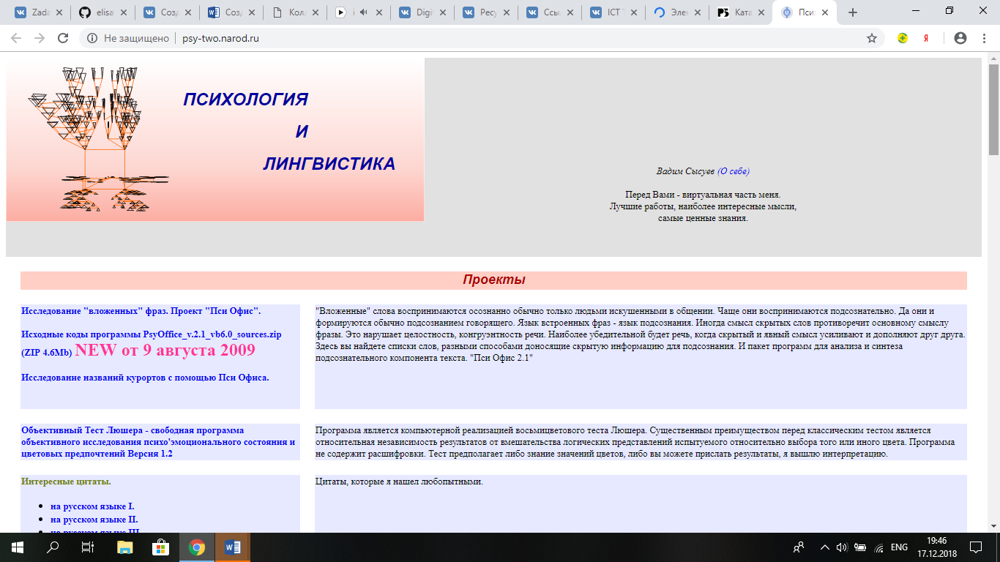 Zada
elisa
Созд
Созд
Кол
i
Digi
Ресу
Ссы
ICT
Эле
Ката
Пси
Не защищено
psy-two.narod.ru
Я
ПСИХОЛОГИЯ
И
ЛИНГВИСТИКА
Вадим Сысуев (О себе)
Перед Вами - виртуальная часть меня.
Лучшие работы, наиболее интересные мысли,
самые ценные знания.
Проекты
Исследование "вложенных" фраз. Проект "Пси Офис".
Исходные коды программы PsyOffice_v.2.1_vb6.0_sources.zip
(ZIP 4.6Mb) NEW от 9 августа 2009
Исследование названий курортов с помощью Пси Офиса.
"Вложенные" слова воспринимаются осознанно обычно только людьми искушенными в общении. Чаще они воспринимаются подсознательно. Да они и
формируются обычно подсознанием говорящего. Язык встроенных фраз - язык подсознания. Иногда смысл скрытых слов противоречит основному смыслу
фразы. Это нарушает целостность, конгруэнтность речи. Наиболее убедительной будет речь, когда скрытый и явный смысл усиливают и дополняют друг друга.
Здесь вы найдете списки слов, разными способами доносящие скрытую информацию для подсознания. И пакет программ для анализа и синтеза
подсознательного компонента текста. "Пси Офис 2.1"
Объективный Тест Люшера - свободная программа
объективного исследования психо'эмоционального состояния и
цветовых предпочтений Версия 1.2
Программа является компьютерной реализацией восьмицветового теста Люшера. Существенным преимуществом перед классическим тестом является
относительная независимость результатов от вмешательства логических представлений испытуемого относительно выбора того или иного цвета. Программа
не содержит расшифровки. Тест предполагает либо знание значений цветов, либо вы можете прислать результаты, я вышлю интерпретацию.
Интересные цитаты.
на русском языке I.
на русском языке II.
на русском языке III.
Цитаты, которые я нашел любопытными.
ENG
19:46
17.12.2018